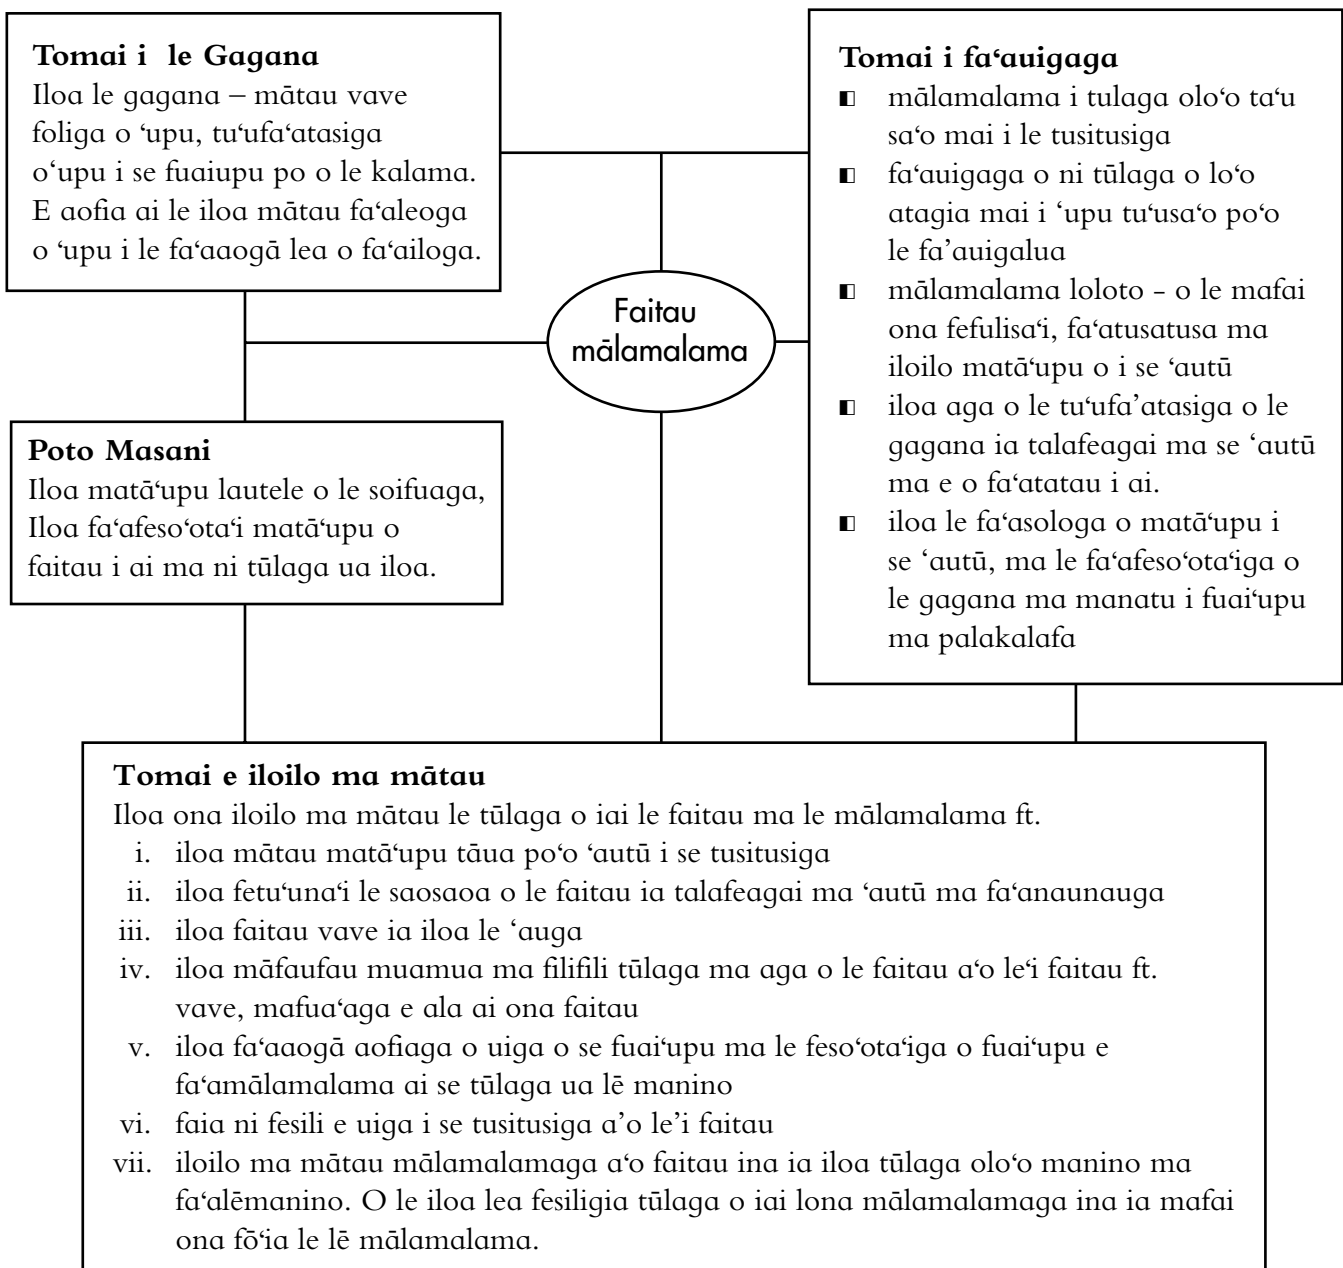 Tomai i le Gagana
Iloa le gagana – mātau vave
foliga o ‘upu, tu‘ufa‘atasiga
o‘upu i se fuaiupu po o le kalama.
E aofia ai le iloa mātau fa‘aleoga
o ‘upu i le fa‘aaogā lea o fa‘ailoga.
Tomai i fa‘auigaga
◧ mālamalama i tulaga olo‘o ta‘u
sa‘o mai i le tusitusiga
◧ fa‘auigaga o ni tūlaga o lo‘o
atagia mai i ‘upu tu‘usa‘o po‘o
le fa’auigalua
◧ mālamalama loloto - o le mafai
ona fefulisa‘i, fa‘atusatusa ma
iloilo matā‘upu o i se ‘autū
◧ iloa aga o le tu‘ufa’atasiga o le
gagana ia talafeagai ma se ‘autū
ma e o fa‘atatau i ai.
◧ iloa le fa‘asologa o matā‘upu i
se ‘autū, ma le fa‘afeso‘ota‘iga o
le gagana ma manatu i fuai‘upu
ma palakalafa
Faitau
mālamalama
Poto Masani
Iloa matā‘upu lautele o le soifuaga,
Iloa fa‘afeso‘ota‘i matā‘upu o
faitau i ai ma ni tūlaga ua iloa.
Tomai e iloilo ma mātau
Iloa ona iloilo ma mātau le tūlaga o iai le faitau ma le mālamalama ft.
i. iloa mātau matā‘upu tāua po‘o ‘autū i se tusitusiga
ii. iloa fetu‘una‘i le saosaoa o le faitau ia talafeagai ma ‘autū ma fa‘anaunauga
iii. iloa faitau vave ia iloa le ‘auga
iv. iloa māfaufau muamua ma filifili tūlaga ma aga o le faitau a‘o le‘i faitau ft.
vave, mafua‘aga e ala ai ona faitau
v. iloa fa‘aaogā aofiaga o uiga o se fuai‘upu ma le feso‘ota‘iga o fuai‘upu e
fa‘amālamalama ai se tūlaga ua lē manino
vi. faia ni fesili e uiga i se tusitusiga a’o le’i faitau
vii. iloilo ma mātau mālamalamaga a‘o faitau ina ia iloa tūlaga olo‘o manino ma
fa‘alēmanino. O le iloa lea fesiligia tūlaga o iai lona mālamalamaga ina ia mafai
ona fō‘ia le lē mālamalama.